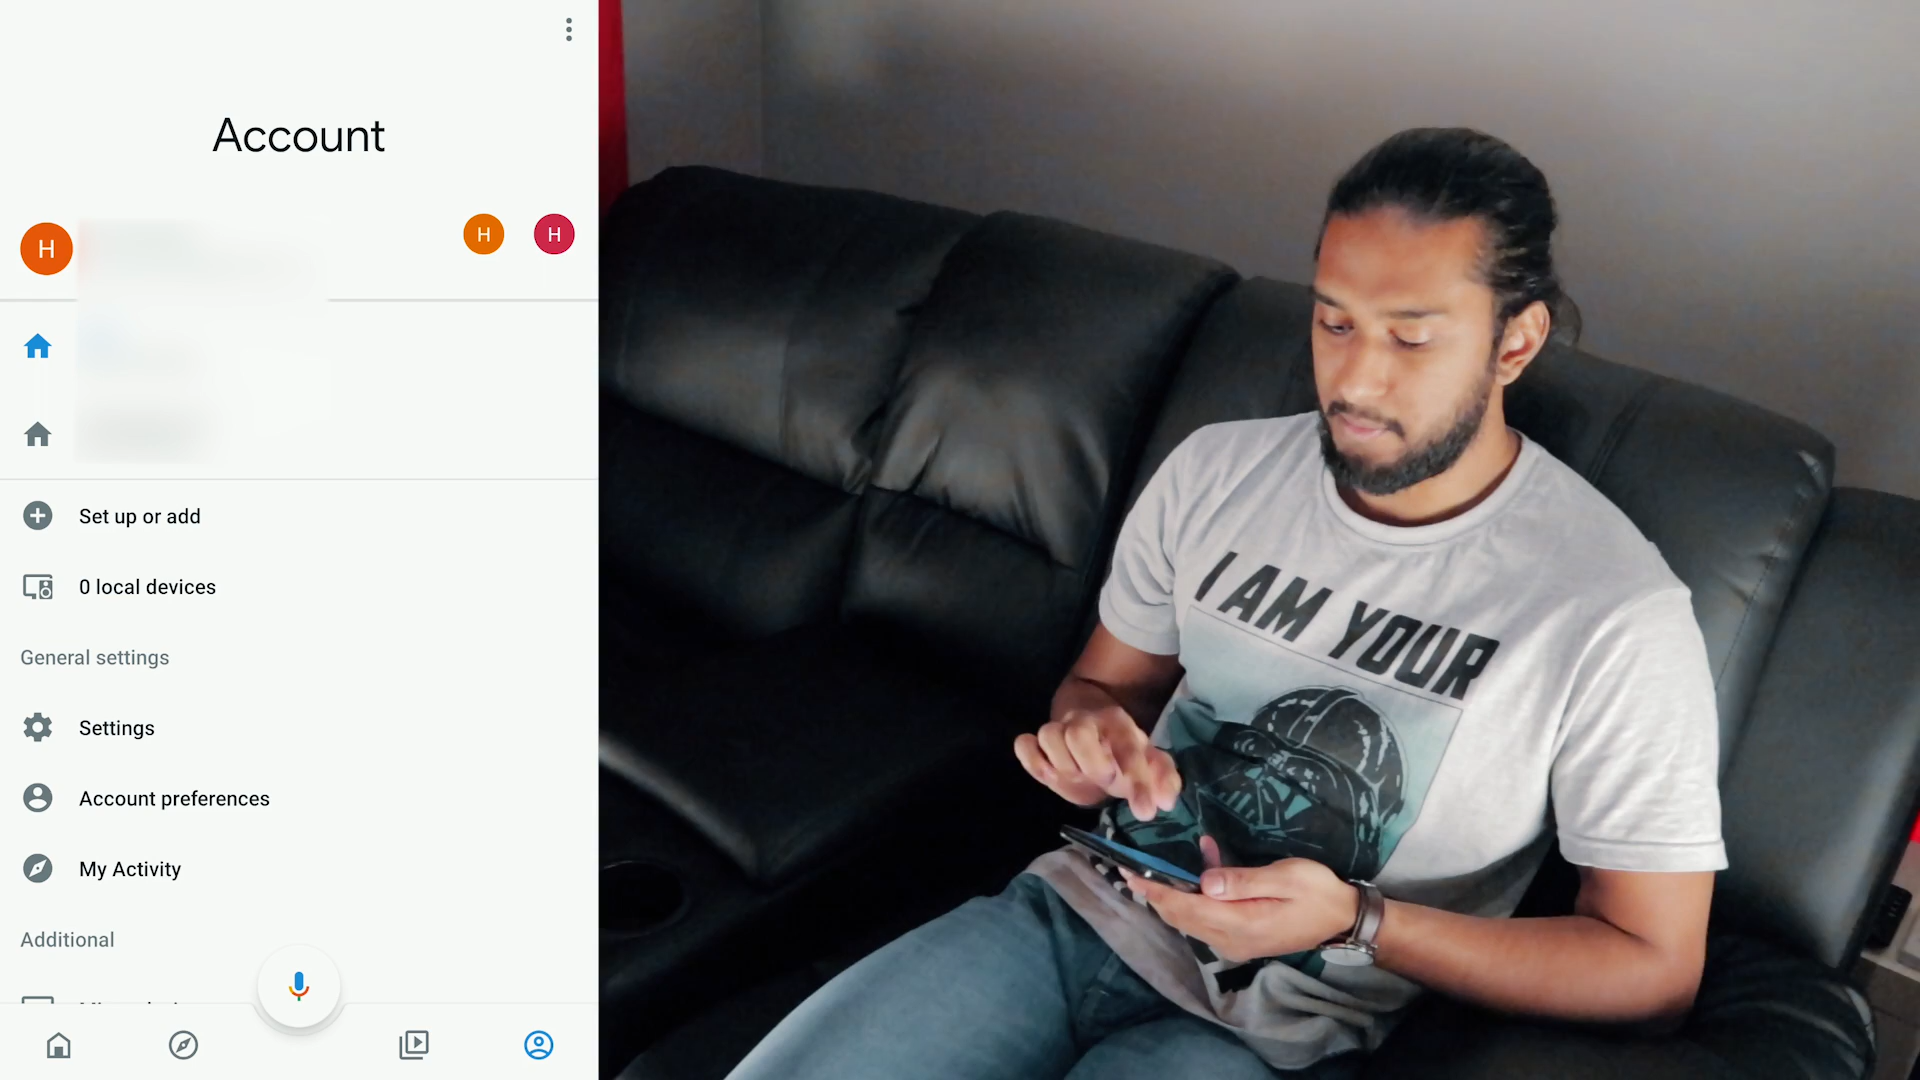 Account
H
H
H
Set up or add
0 local devices
General settings
Settings
Account preferences
My Activity
Additional
I AM YOUR